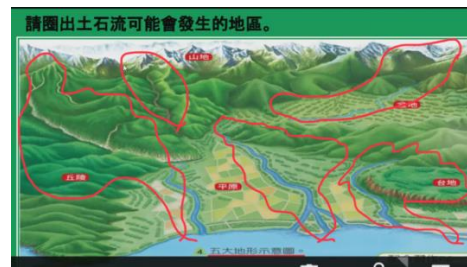 請圈出土石流可能會發生的地區。
山地
盆地
丘陵
平原
台地
4 五大地形示意圖。